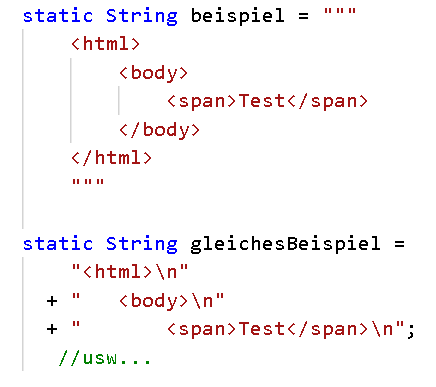 static String beispiel = """
    <html>
        <body>
            <span>Test</span>
        </body>
    </html>
    """
static String gleichesBeispiel =
    "<html>\n"
  + "   <body>\n"
  + "       <span>Test</span>\n";
   //usw...